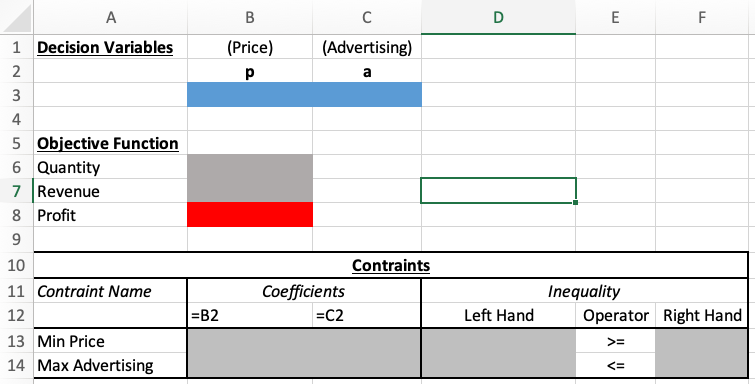 A B C D E F
1 Decision Variables (Price) (Advertising)
2 p a
3
4
5 Objective Function
6 Quantity
7 Revenue
8 Profit
9
10 Contraints
11 Contraint Name Coefficients Inequality
12 =B2 =C2 Left Hand Operator Right Hand
13 Min Price >=
14 Max Advertising <=